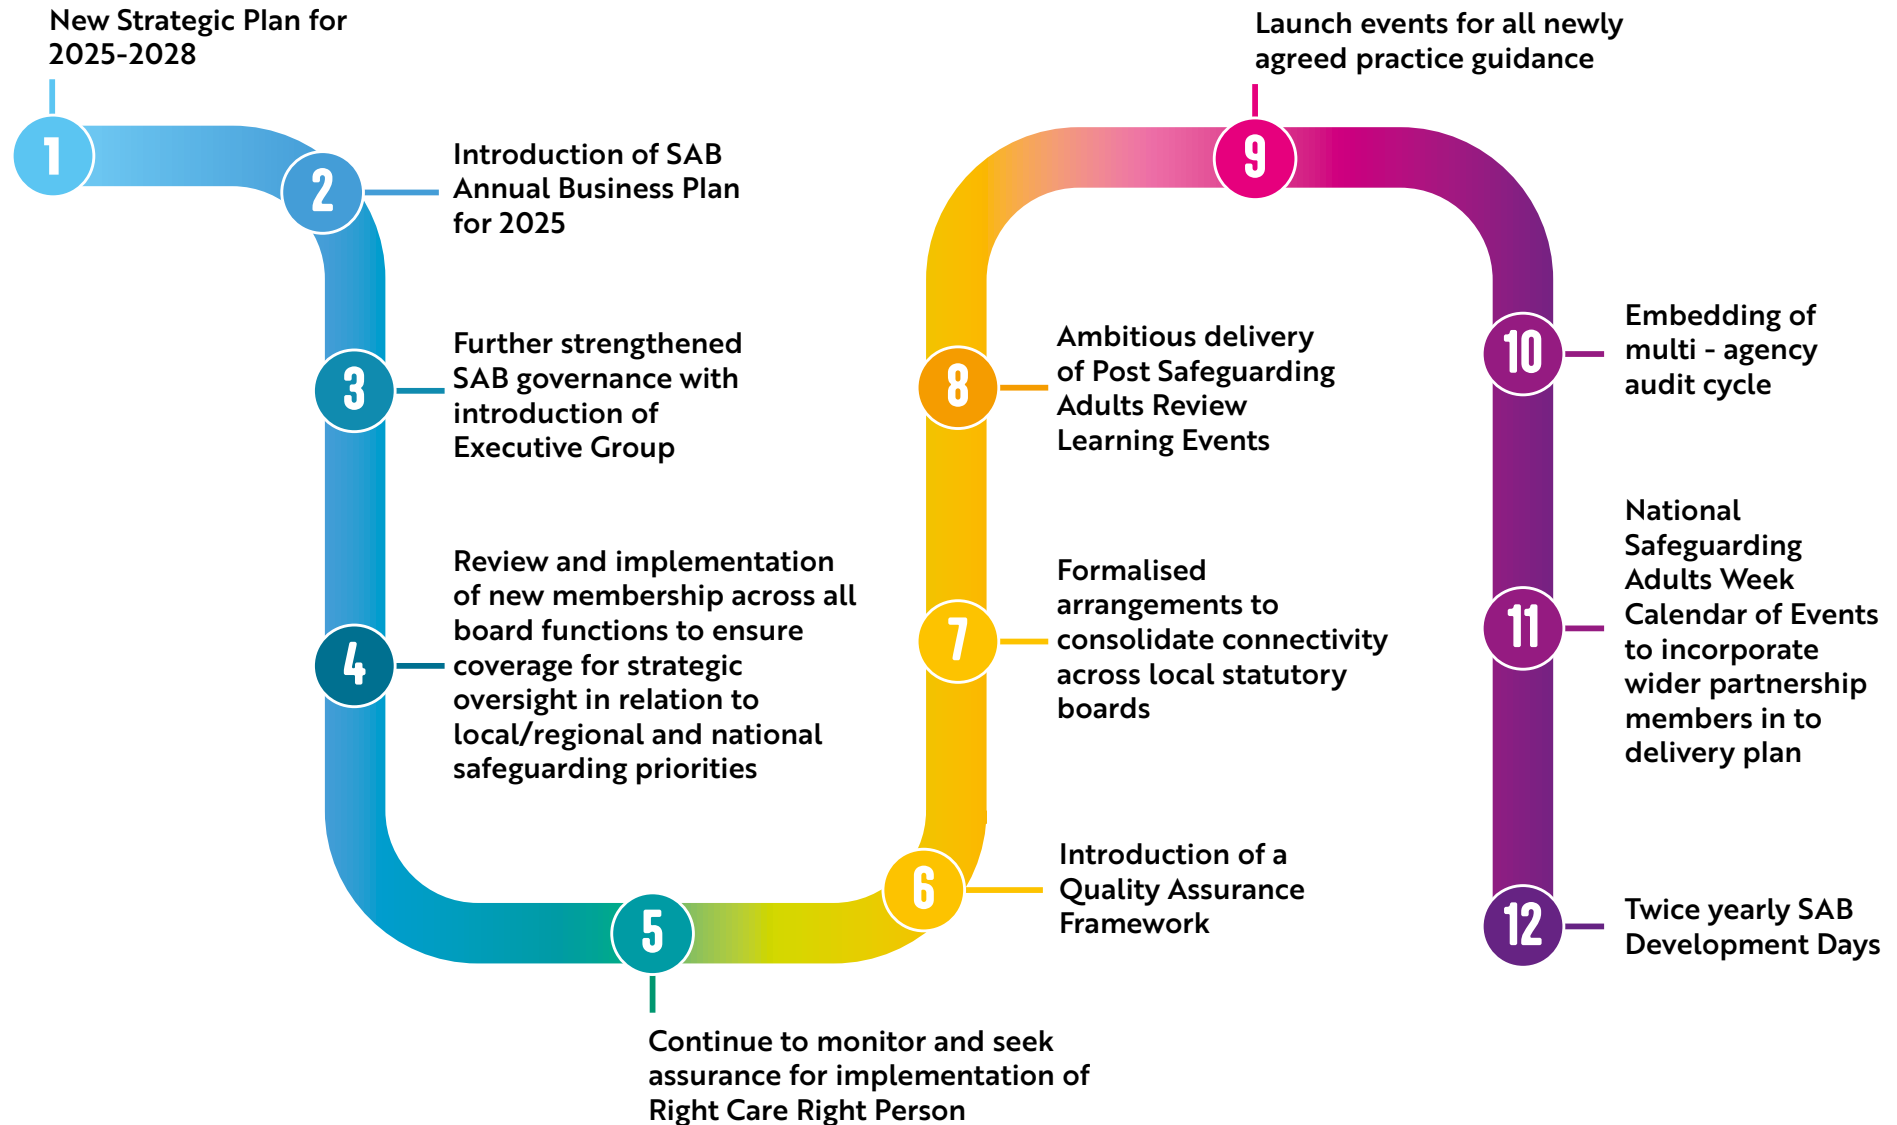 New Strategic Plan for
2025-2028
1
2
Introduction of SAB
Annual Business Plan
for 2025
3
Further strengthened
SAB governance with
introduction of
Executive Group
4
Review and implementation
of new membership across all
board functions to ensure
coverage for strategic
oversight in relation to
local/regional and national
safeguarding priorities
5
Continue to monitor and seek
assurance for implementation of
Right Care Right Person
6
Introduction of a
Quality Assurance
Framework
7
Formalised
arrangements to
consolidate connectivity
across local statutory
boards
8
Ambitious delivery
of Post Safeguarding
Adults Review
Learning Events
Launch events for all newly
agreed practice guidance
9
10
Embedding of
multi - agency
audit cycle
11
National
Safeguarding
Adults Week
Calendar of Events
to incorporate
wider partnership
members in to
delivery plan
12
Twice yearly SAB
Development Days